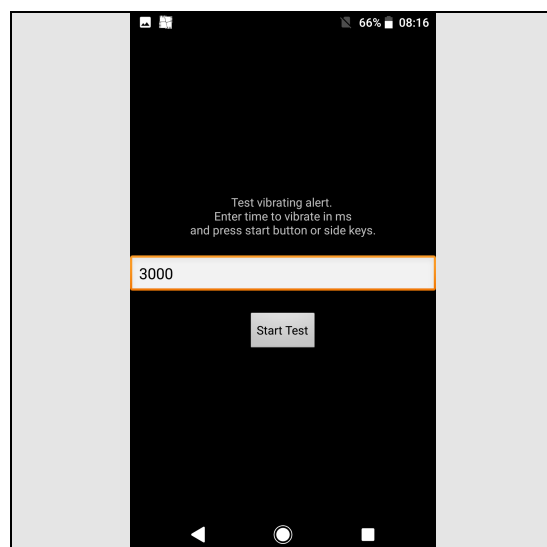 66% 08:16
Test vibrating alert.
Enter time to vibrate in ms
and press start button or side keys.
3000
Start Test